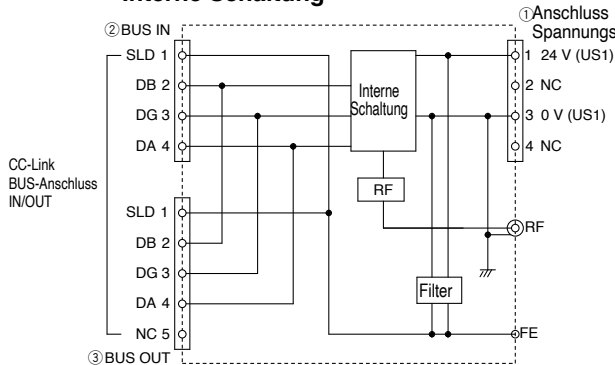 Interne Schaltung
①Anschluss
Spannungs
②BUS IN
SLD 1
DB 2
DG 3
DA 4
1 24 V (US1)
2 NC
3 0 V (US1)
4 NC
Interne
Schaltung
CC-Link
BUS-Anschluss
IN/OUT
RF
SLD 1
DB 2
DG 3
DA 4
NC 5
RF
Filter
FE
③BUS OUT